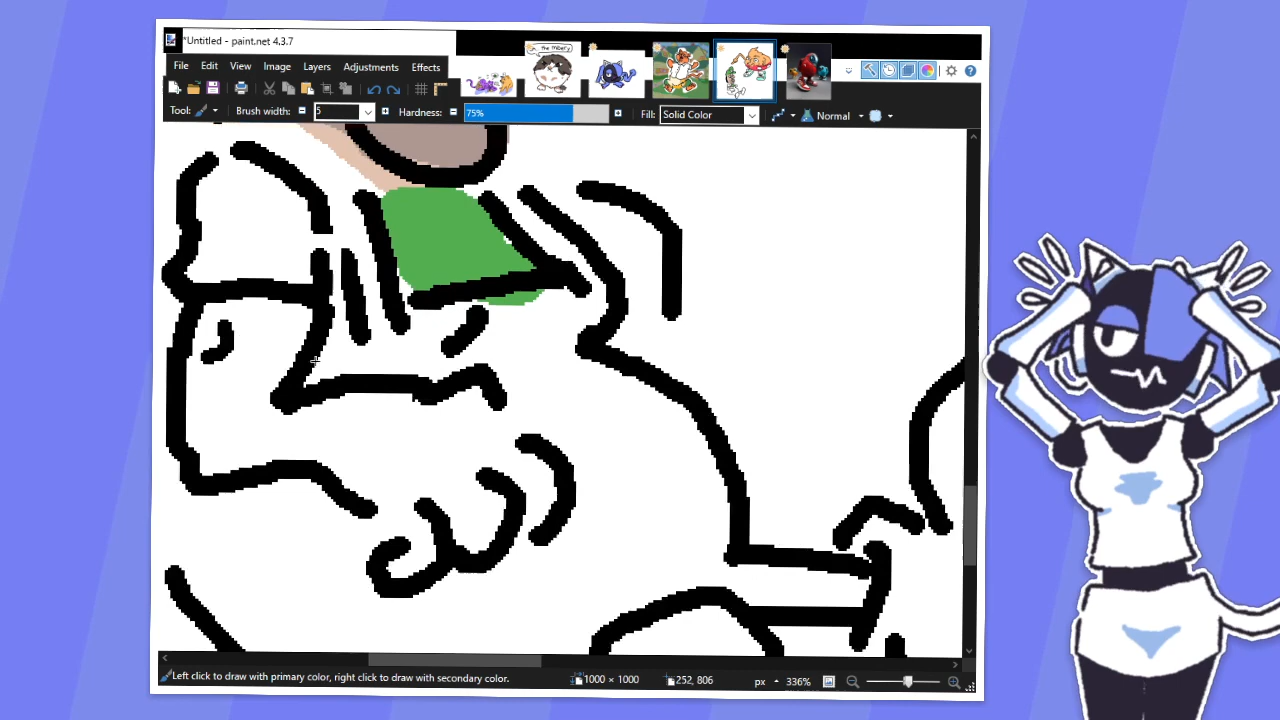 *Untitled - paint.net 4.3.7
File Edit View Image Layers Adjustments Effects
Tool: Brush width: 5 Hardness: 75% Fill: Solid Color Normal
Left click to draw with primary color, right click to draw with secondary color. 1000 × 1000 252, 806 px 336%